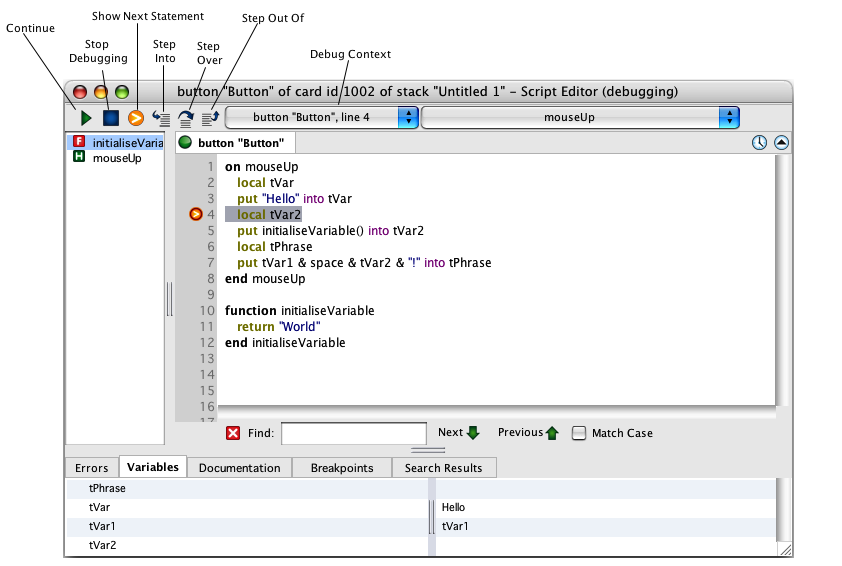 Continue
Show Next Statement
Step Out Of
Stop
Debugging
Step
Into
Step
Over
Debug Context
button "Button" of card id 1002 of stack "Untitled 1" - Script Editor (debugging)
button "Button", line 4
mouseUp
F initialiseVaria
H mouseUp
button "Button"
1 on mouseUp
2 local tVar
3 put "Hello" into tVar
4 local tVar2
5 put initialiseVariable() into tVar2
6 local tPhrase
7 put tVar1 & space & tVar2 & "!" into tPhrase
8 end mouseUp
9
10 function initialiseVariable
11 return "World"
12 end initialiseVariable
13
14
15
16
17
Find:
Next
Previous
Match Case
Errors
Variables
Documentation
Breakpoints
Search Results
tPhrase
tVar Hello
tVar1 tVar1
tVar2